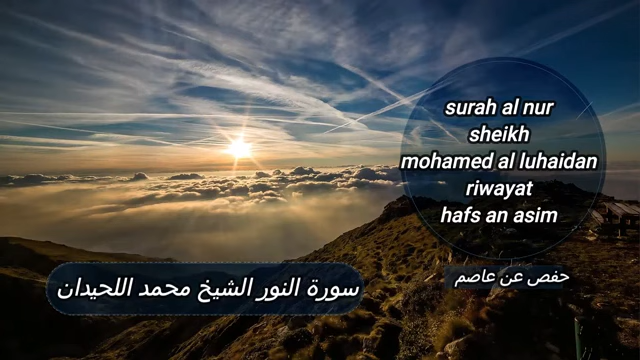 surah al nur
sheikh
mohamed al luhaidan
riwayat
hafs an asim
حفص عن عاصم
سورة النور الشيخ محمد اللحيدان